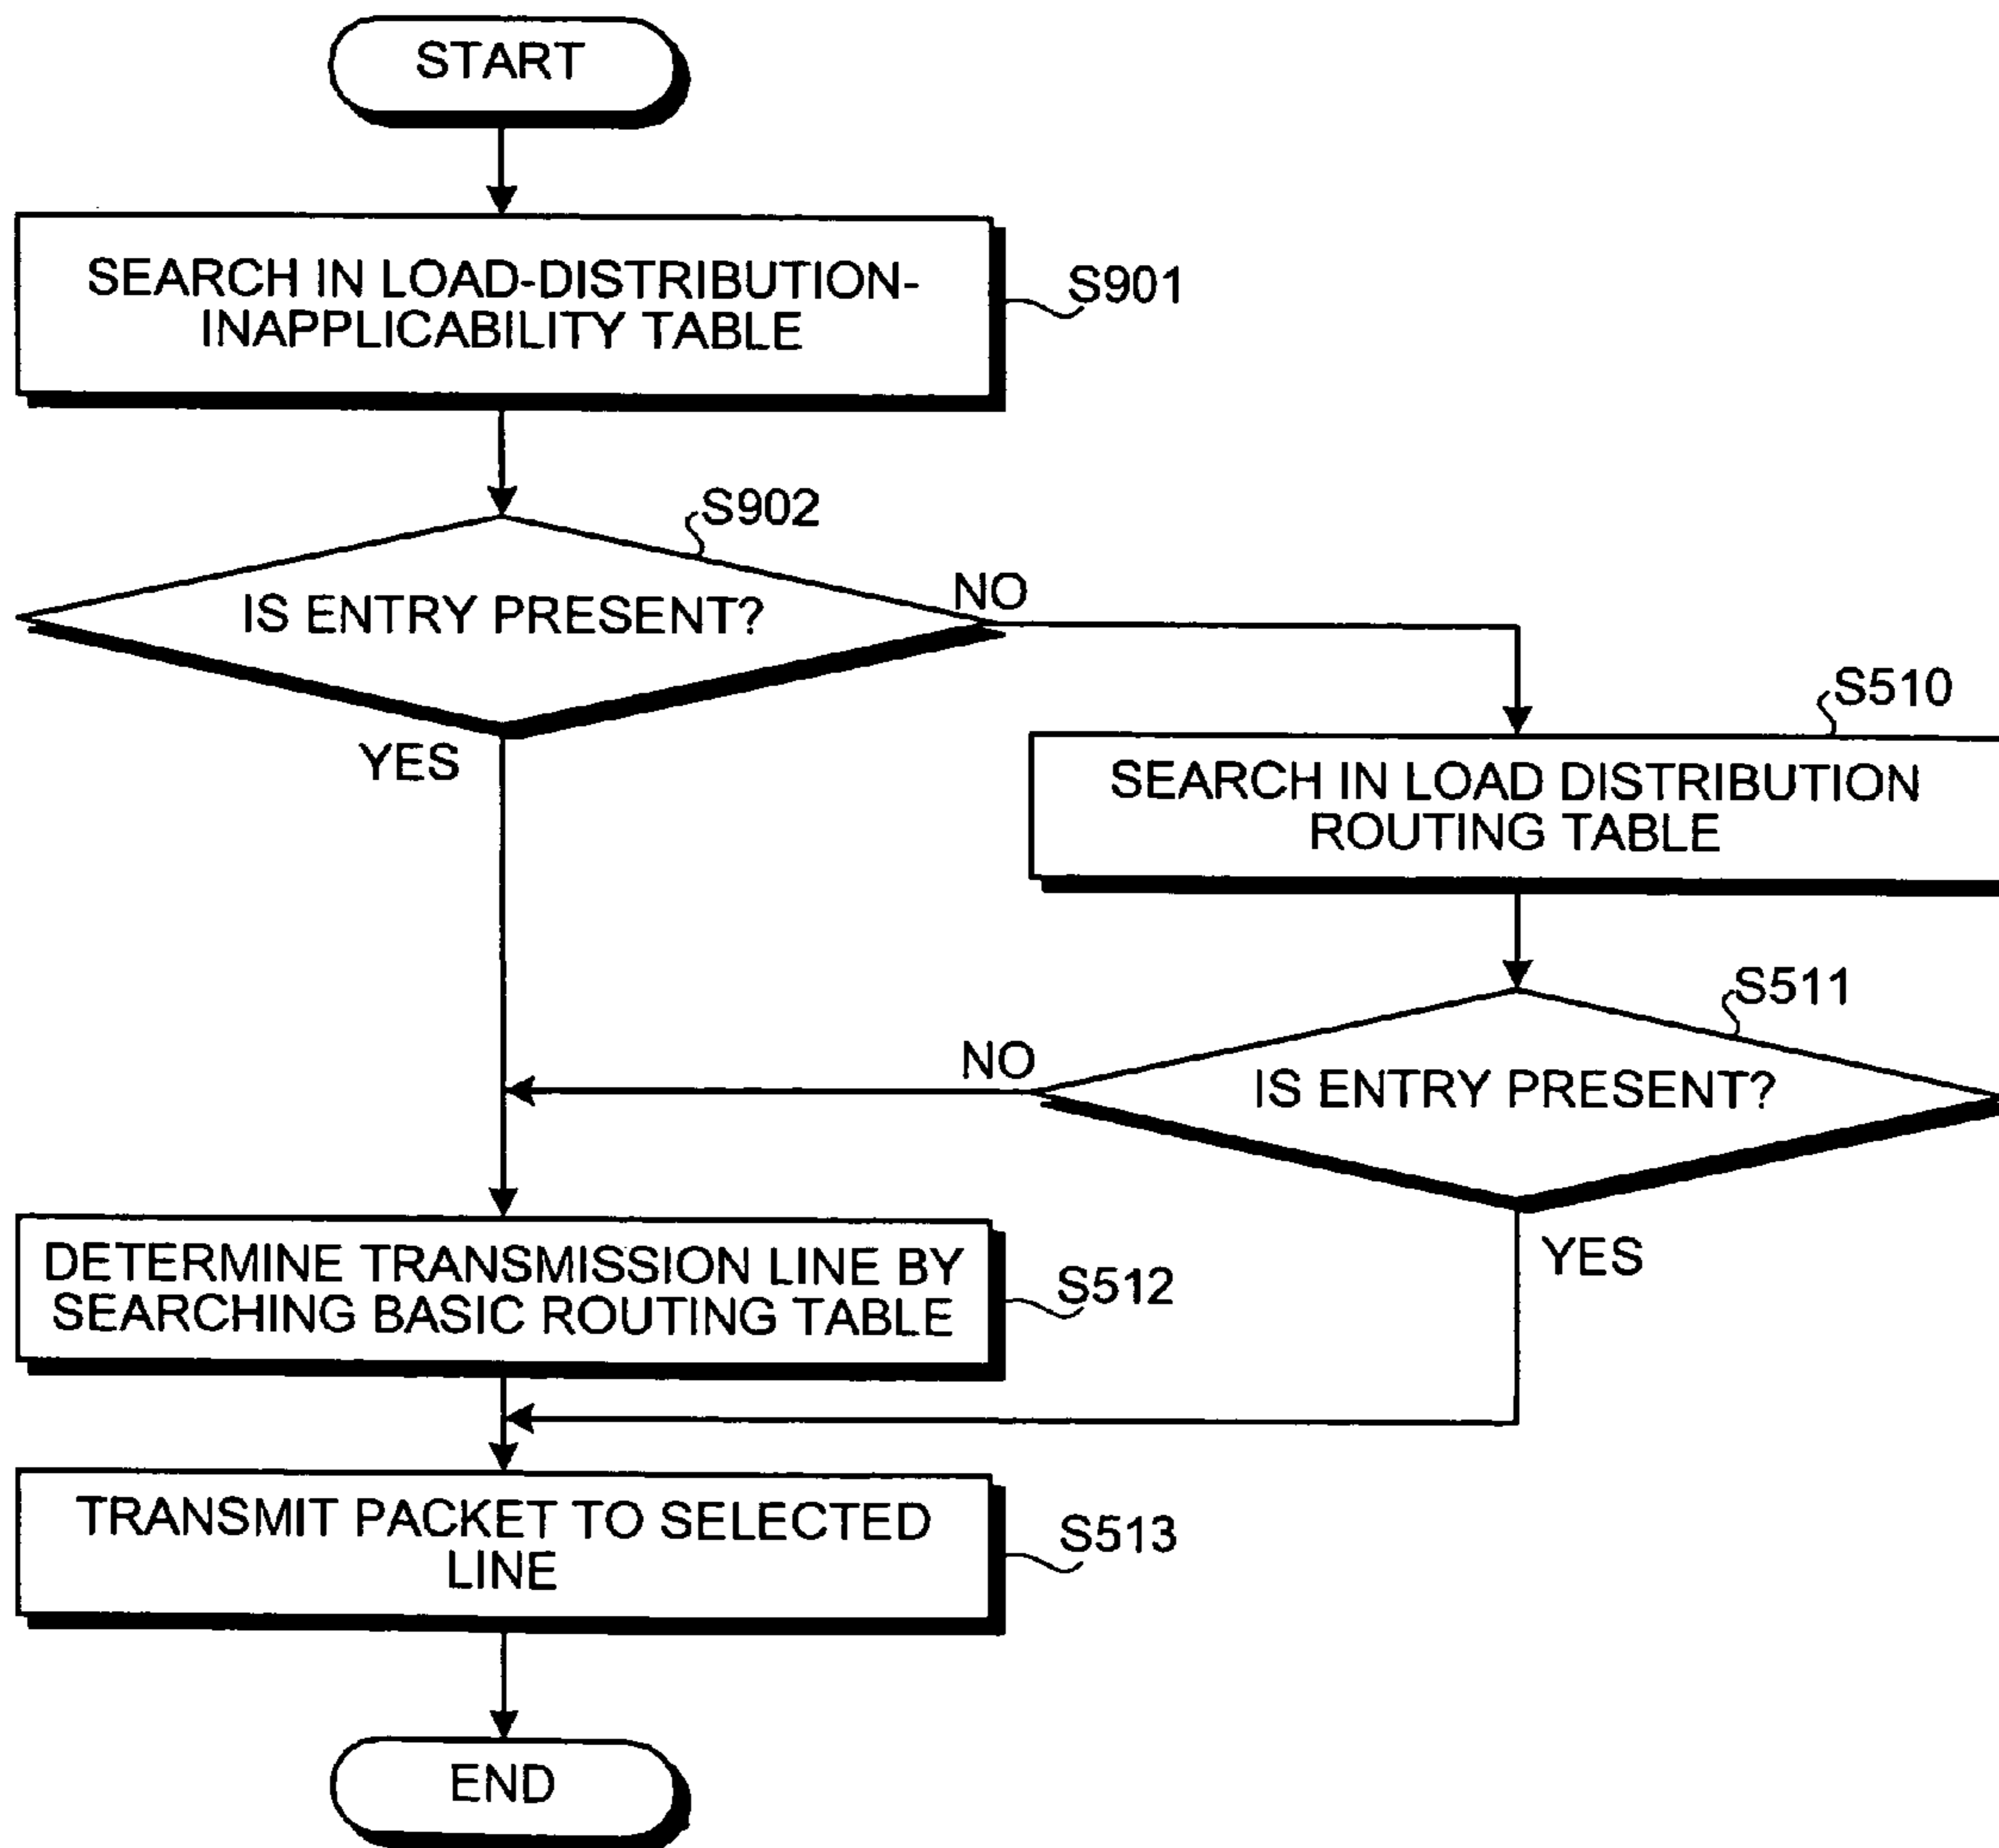 START
SEARCH IN LOAD-DISTRIBUTION-
INAPPLICABILITY TABLE
S901
S902
IS ENTRY PRESENT?
NO
YES
S510
SEARCH IN LOAD DISTRIBUTION
ROUTING TABLE
S511
NO
IS ENTRY PRESENT?
YES
DETERMINE TRANSMISSION LINE BY
SEARCHING BASIC ROUTING TABLE
S512
TRANSMIT PACKET TO SELECTED
LINE
S513
END